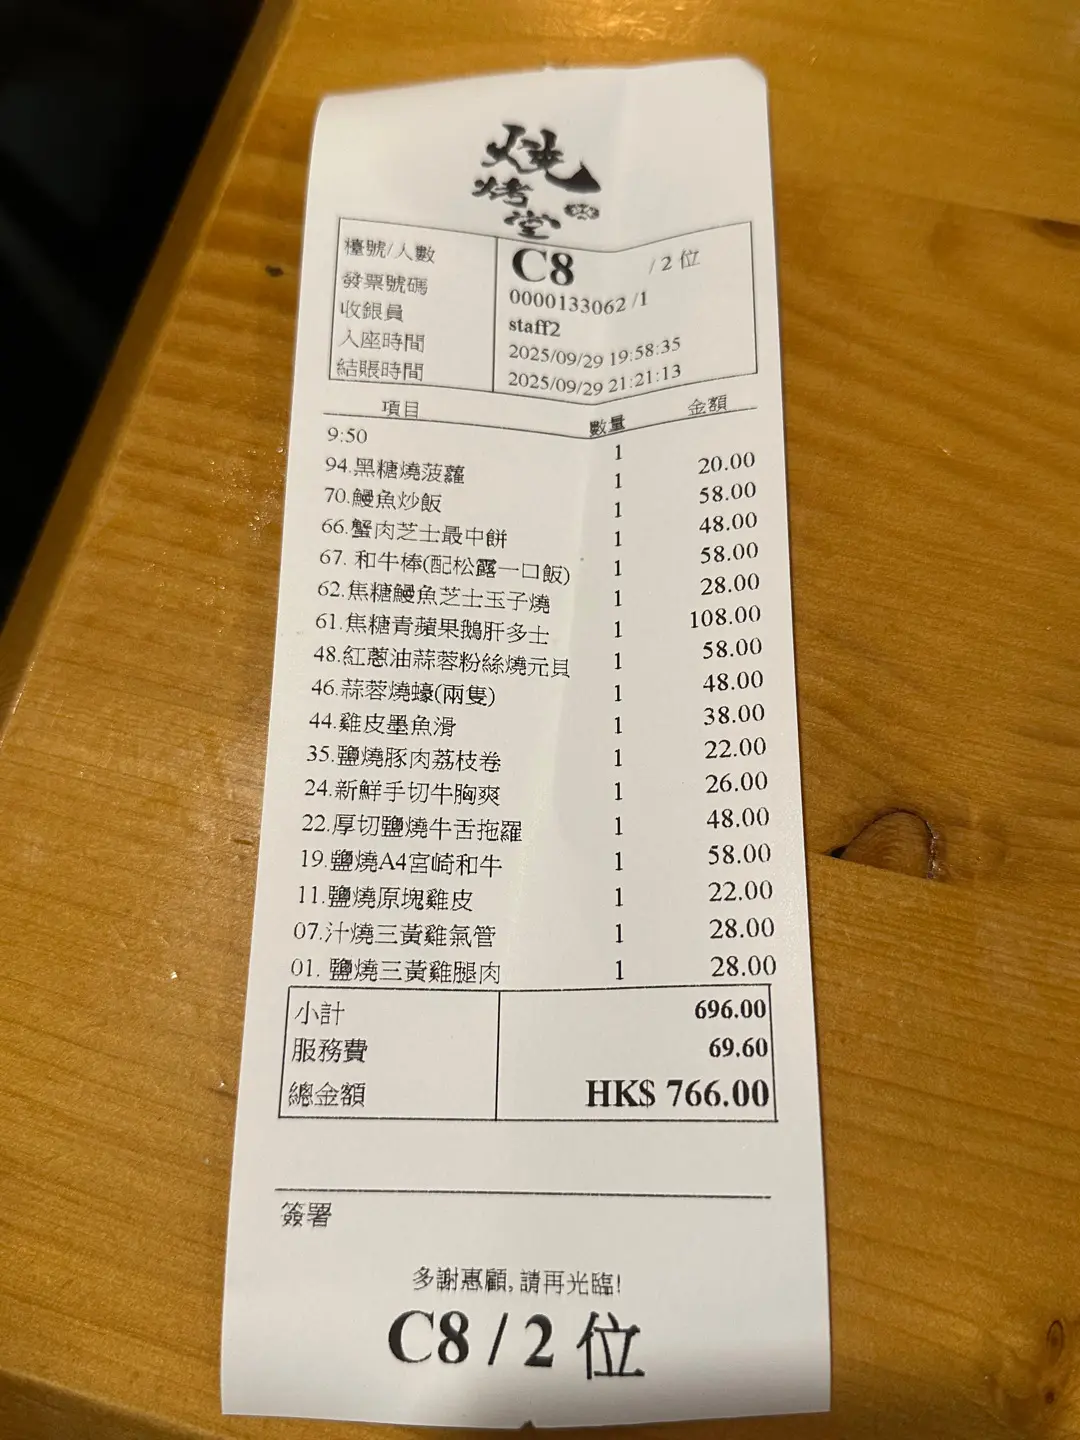 燒
烤
堂
檯號/人數 C8 / 2 位
發票號碼 0000133062 /1
收銀員 staff2
入座時間 2025/09/29 19:58:35
結賬時間 2025/09/29 21:21:13
項目 數量 金額
9:50 1
94.黑糖燒菠蘿 1 20.00
70.鰻魚炒飯 1 58.00
66.蟹肉芝士最中餅 1 48.00
67. 和牛棒(配松露一口飯) 1 58.00
62.焦糖鰻魚芝士玉子燒 1 28.00
61.焦糖青蘋果鵝肝多士 1 108.00
48.紅蔥油蒜蓉粉絲燒元貝 1 58.00
46.蒜蓉燒蠔(兩隻) 1 48.00
44.雞皮墨魚滑 1 38.00
35.鹽燒豚肉荔枝卷 1 22.00
24.新鮮手切牛胸爽 1 26.00
22.厚切鹽燒牛舌拖羅 1 48.00
19.鹽燒A4宮崎和牛 1 58.00
11.鹽燒原塊雞皮 1 22.00
07.汁燒三黃雞氣管 1 28.00
01. 鹽燒三黃雞腿肉 1 28.00
小計 696.00
服務費 69.60
總金額 HK$ 766.00
簽署
多謝惠顧, 請再光臨!
C8 / 2 位